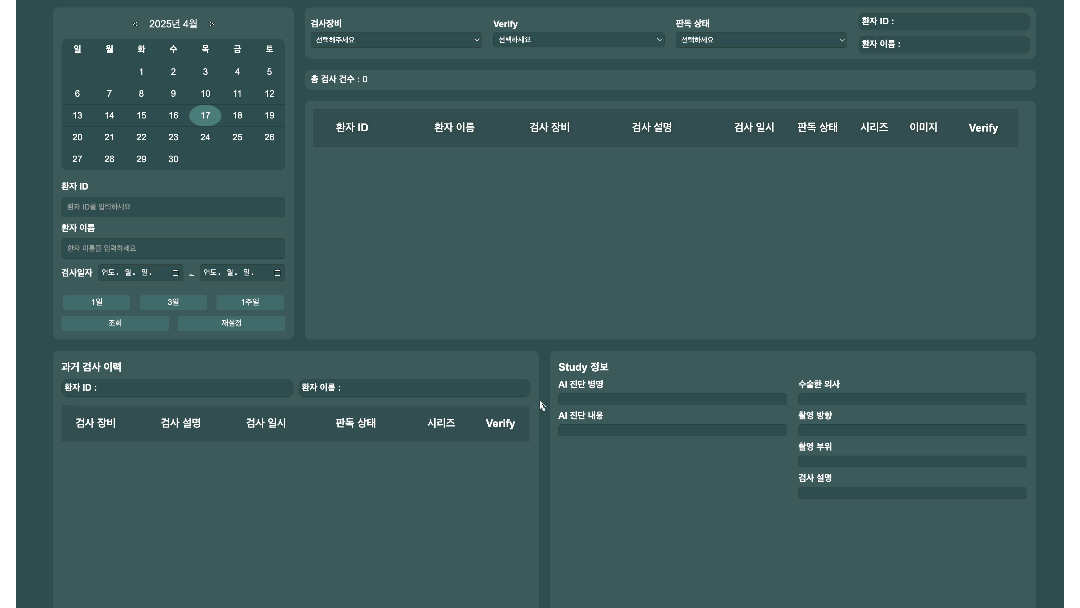 < 2025년 4월 >
일 월 화 수 목 금 토
1 2 3 4 5
6 7 8 9 10 11 12
13 14 15 16 17 18 19
20 21 22 23 24 25 26
27 28 29 30
환자 ID
환자 ID를 입력하세요
환자 이름
환자 이름을 입력하세요
검사일자 연도. 월. 일. ~ 연도. 월. 일.
1일 3일 1주일
조회 재설정
검사장비 Verify 판독 상태
선택해주세요 선택하세요 선택하세요
환자 ID :
환자 이름 :
총 검사 건수 : 0
환자 ID 환자 이름 검사 장비 검사 설명 검사 일시 판독 상태 시리즈 이미지 Verify
과거 검사 이력
환자 ID : 환자 이름 :
검사 장비 검사 설명 검사 일시 판독 상태 시리즈 Verify
Study 정보
AI 진단 병명
AI 진단 내용
수술한 의사
촬영 방향
촬영 부위
검사 설명